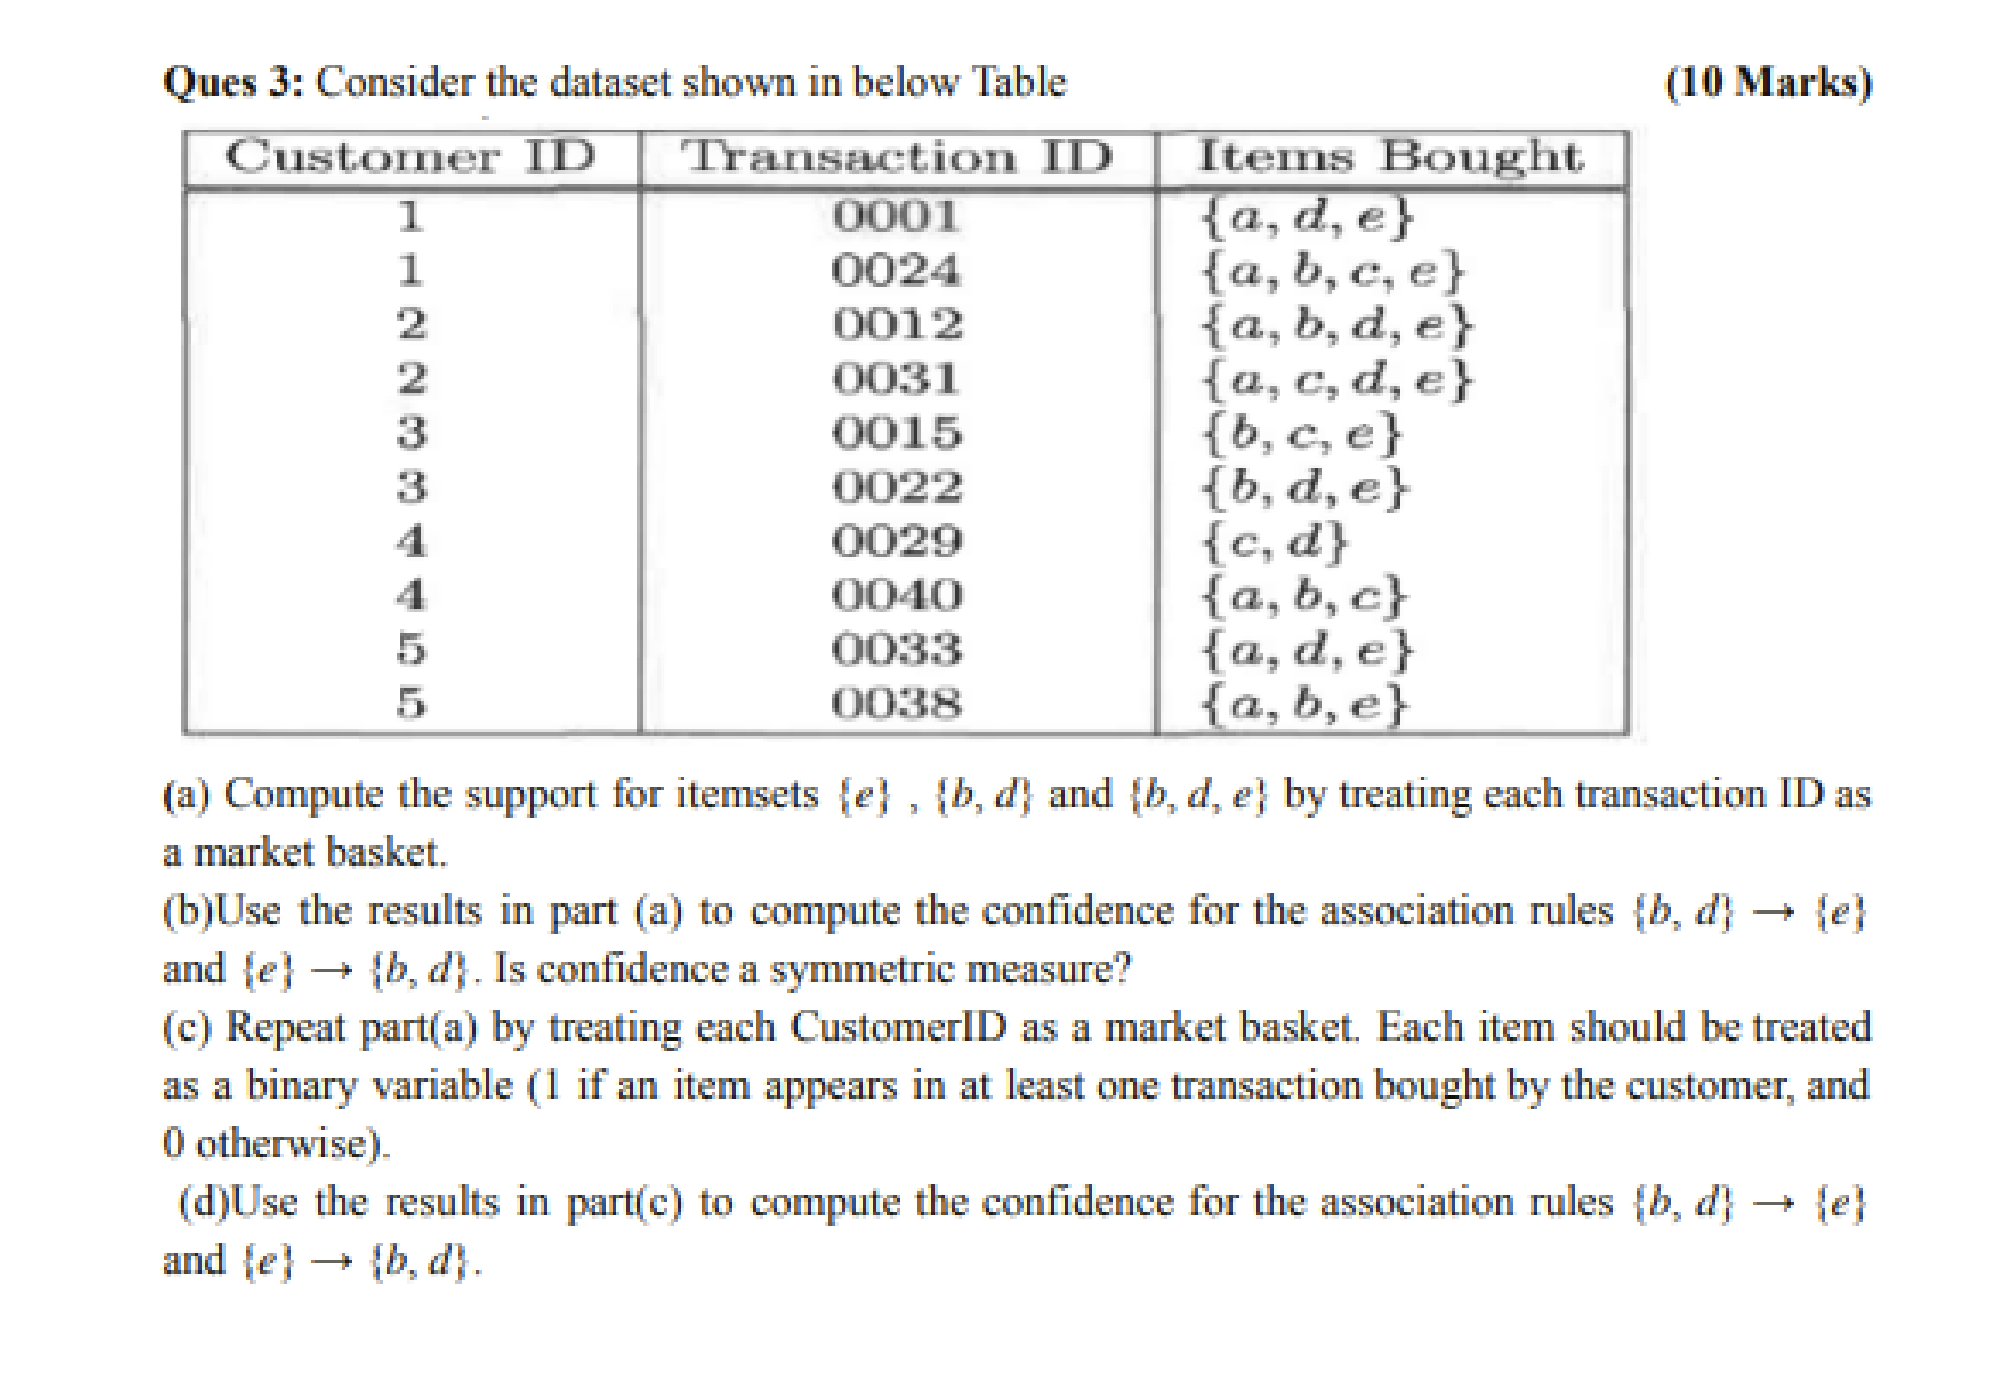 Ques 3: Consider the dataset shown in below Table (10 Marks)
Customer ID Transaction ID Items Bought
1 0001 {a, d, e}
1 0024 {a, b, c, e}
2 0012 {a, b, d, e}
2 0031 {a, c, d, e}
3 0015 {b, c, e}
3 0022 {b, d, e}
4 0029 {c, d}
4 0040 {a, b, c}
5 0033 {a, d, e}
5 0038 {a, b, e}
(a) Compute the support for itemsets {e} , {b, d} and {b, d, e} by treating each transaction ID as
a market basket.
(b)Use the results in part (a) to compute the confidence for the association rules {b, d} → {e}
and {e} → {b, d}. Is confidence a symmetric measure?
(c) Repeat part(a) by treating each CustomerID as a market basket. Each item should be treated
as a binary variable (1 if an item appears in at least one transaction bought by the customer, and
0 otherwise).
(d)Use the results in part(c) to compute the confidence for the association rules {b, d} → {e}
and {e} → {b, d}.